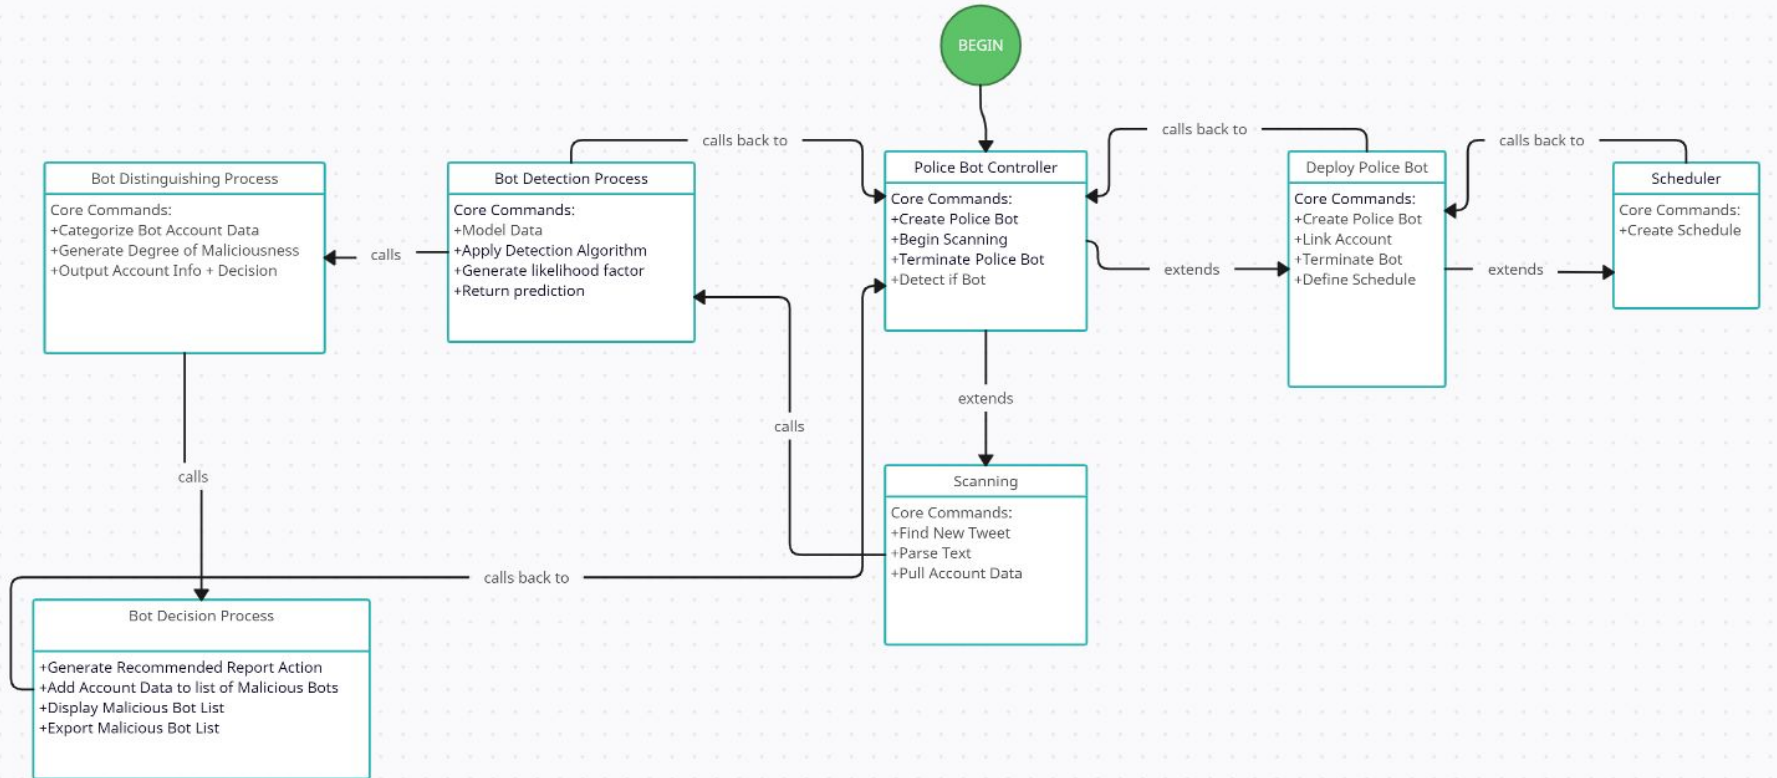 BEGIN
calls back to
calls back to
calls back to
Bot Distinguishing Process
Core Commands:
+Categorize Bot Account Data
+Generate Degree of Maliciousness
+Output Account Info + Decision
calls
Bot Detection Process
Core Commands:
+Model Data
+Apply Detection Algorithm
+Generate likelihood factor
+Return prediction
Police Bot Controller
Core Commands:
+Create Police Bot
+Begin Scanning
+Terminate Police Bot
+Detect if Bot
extends
Deploy Police Bot
Core Commands:
+Create Police Bot
+Link Account
+Terminate Bot
+Define Schedule
extends
Scheduler
Core Commands:
+Create Schedule
extends
calls
calls
Scanning
Core Commands:
+Find New Tweet
+Parse Text
+Pull Account Data
calls back to
Bot Decision Process
+Generate Recommended Report Action
+Add Account Data to list of Malicious Bots
+Display Malicious Bot List
+Export Malicious Bot List